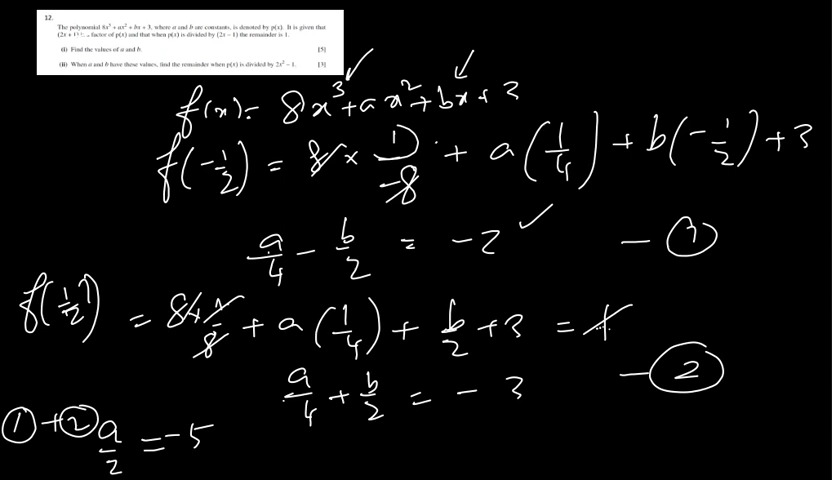 12.
The polynomial 8x³ + ax² + bx + 3, where a and b are constants, is denoted by p(x). It is given that
(2x + 1) factor of p(x) and that when p(x) is divided by (2x − 1) the remainder is 1.
(i) Find the values of a and b. [5]
(ii) When a and b have these values, find the remainder when p(x) is divided by 2x² − 1. [3]
f(x) = 8x³ + ax² + bx + 3
f(-1/2) = 8 × 1/-8 + a(1/4) + b(-1/2) + 3
a/4 - b/2 = -2 ✓ - ①
f(1/2) = 8 × 1/8 + a(1/4) + b/2 + 3 = 1
a/4 + b/2 = - 3 - ②
① + ② a/2 = -5